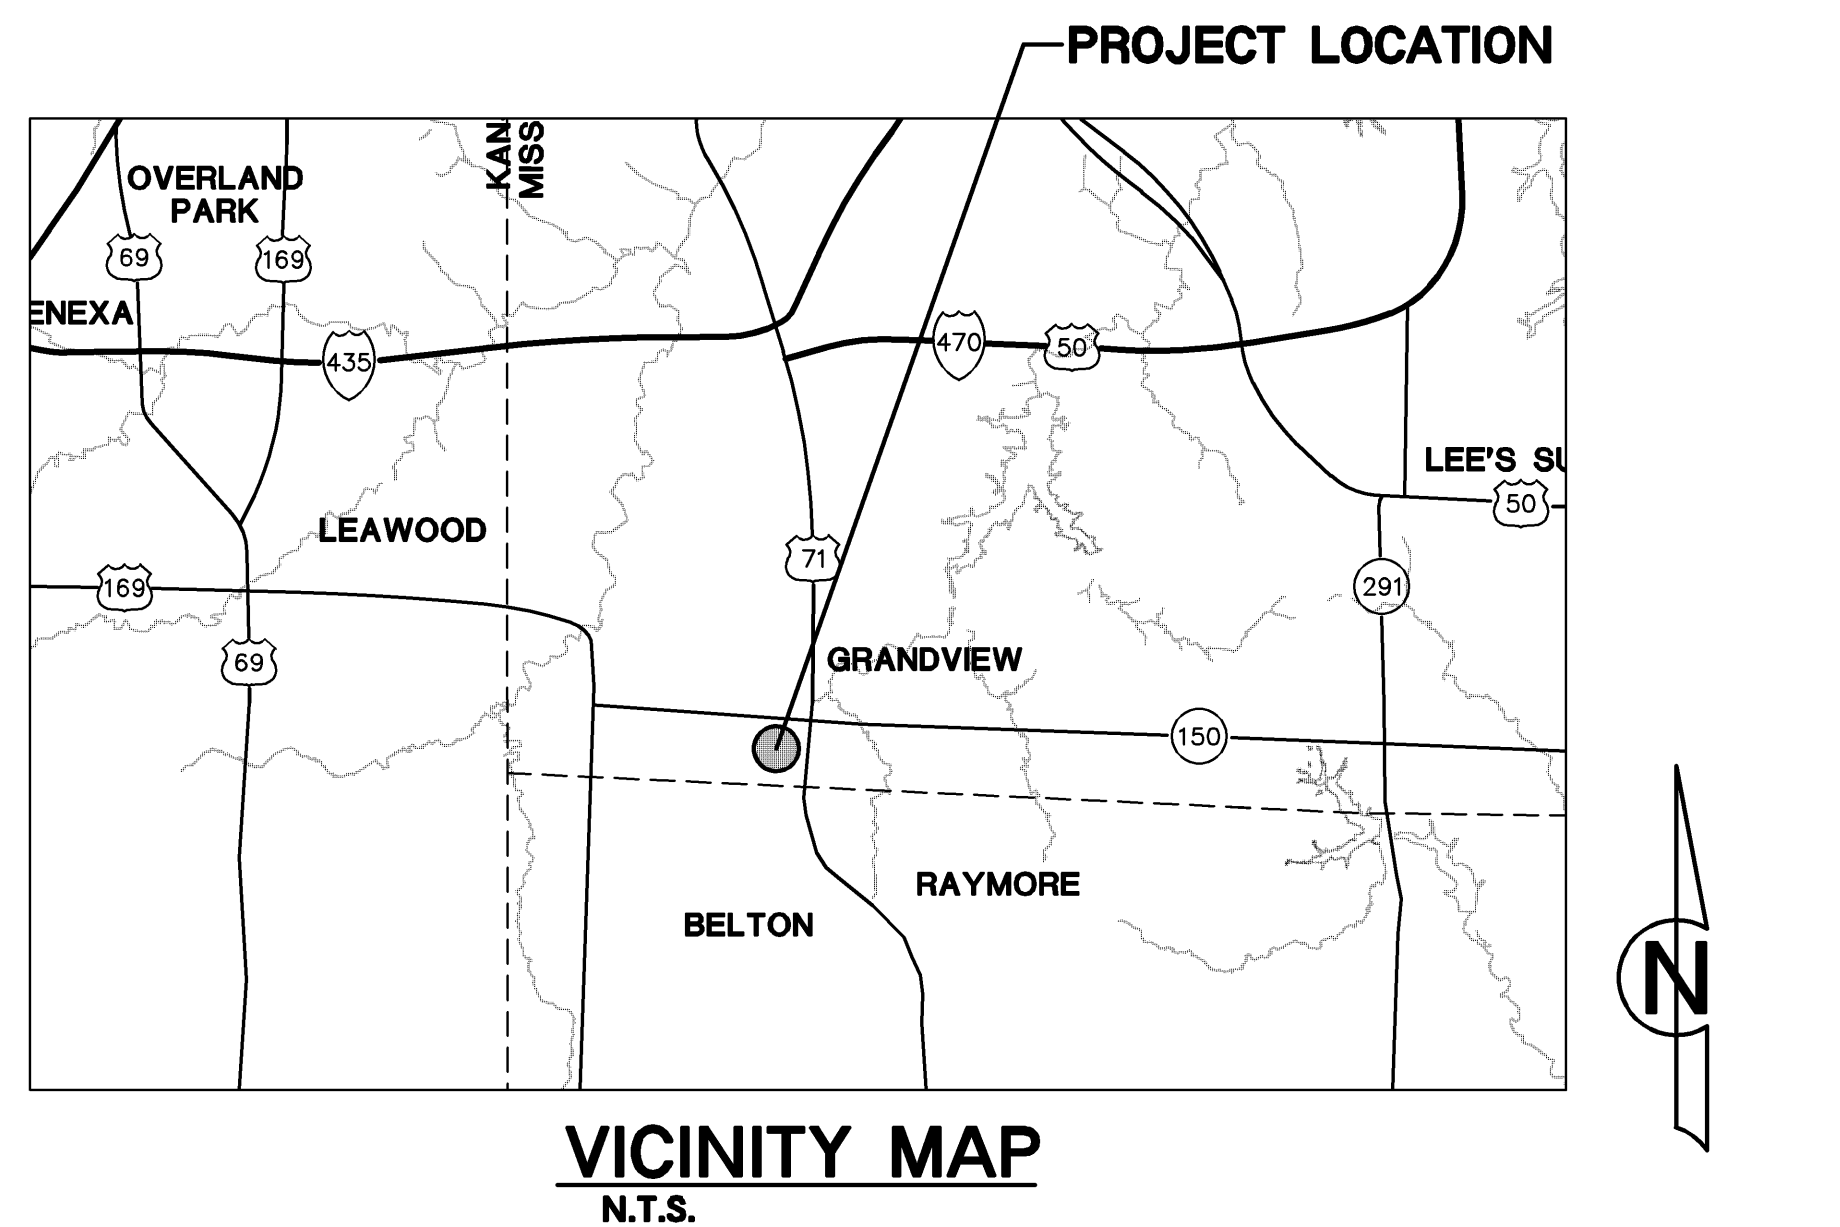 PROJECT LOCATION
KAN
MISS
OVERLAND
PARK
69
169
ENEXA
435
470
50
LEE'S SU
50
LEAWOOD
71
169
291
69
GRANDVIEW
150
RAYMORE
BELTON
N
VICINITY MAP
N.T.S.